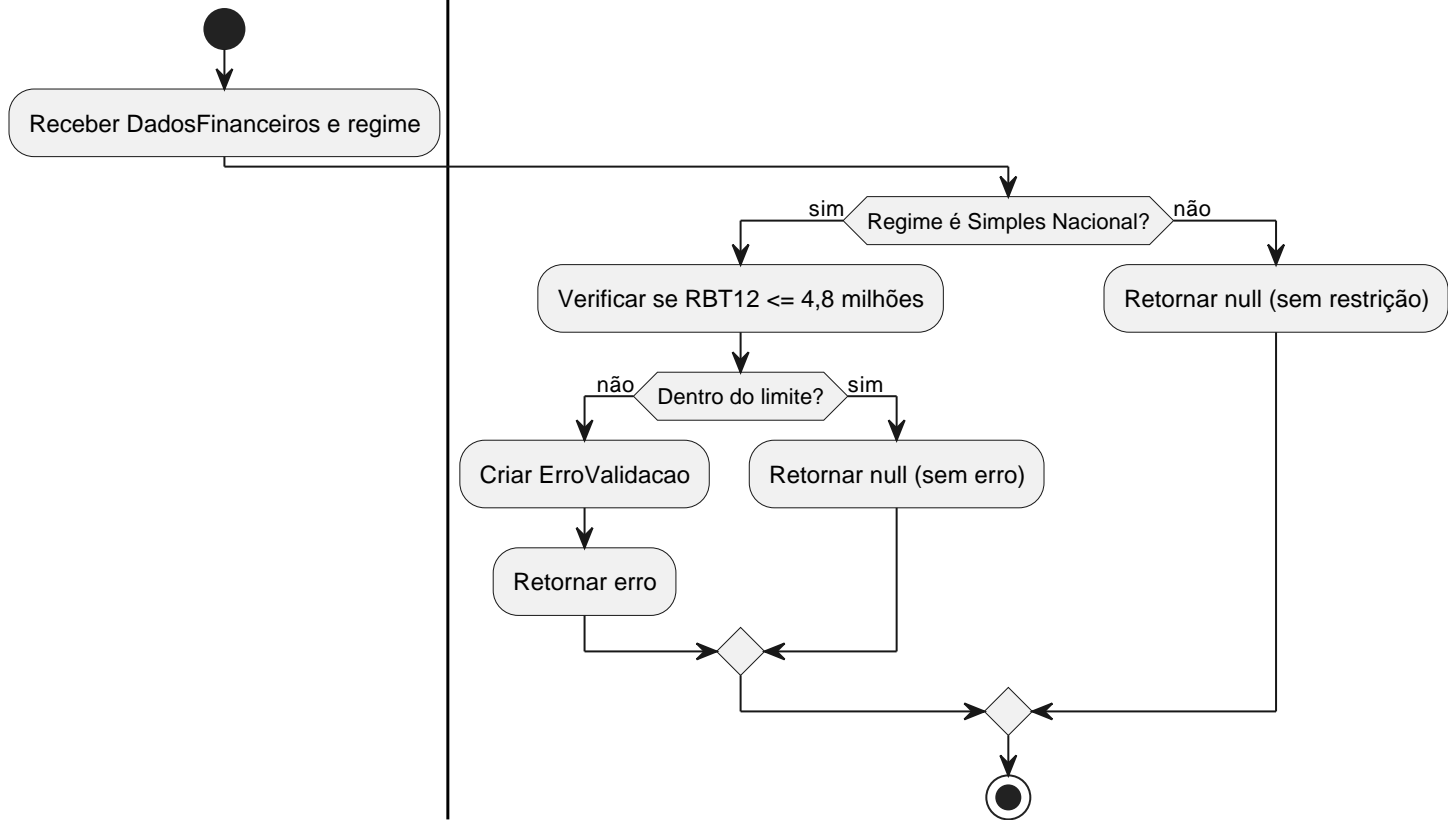 Receber DadosFinanceiros e regime
sim
Regime é Simples Nacional?
não
Verificar se RBT12 <= 4,8 milhões
Retornar null (sem restrição)
não
Dentro do limite?
sim
Criar ErroValidacao
Retornar null (sem erro)
Retornar erro